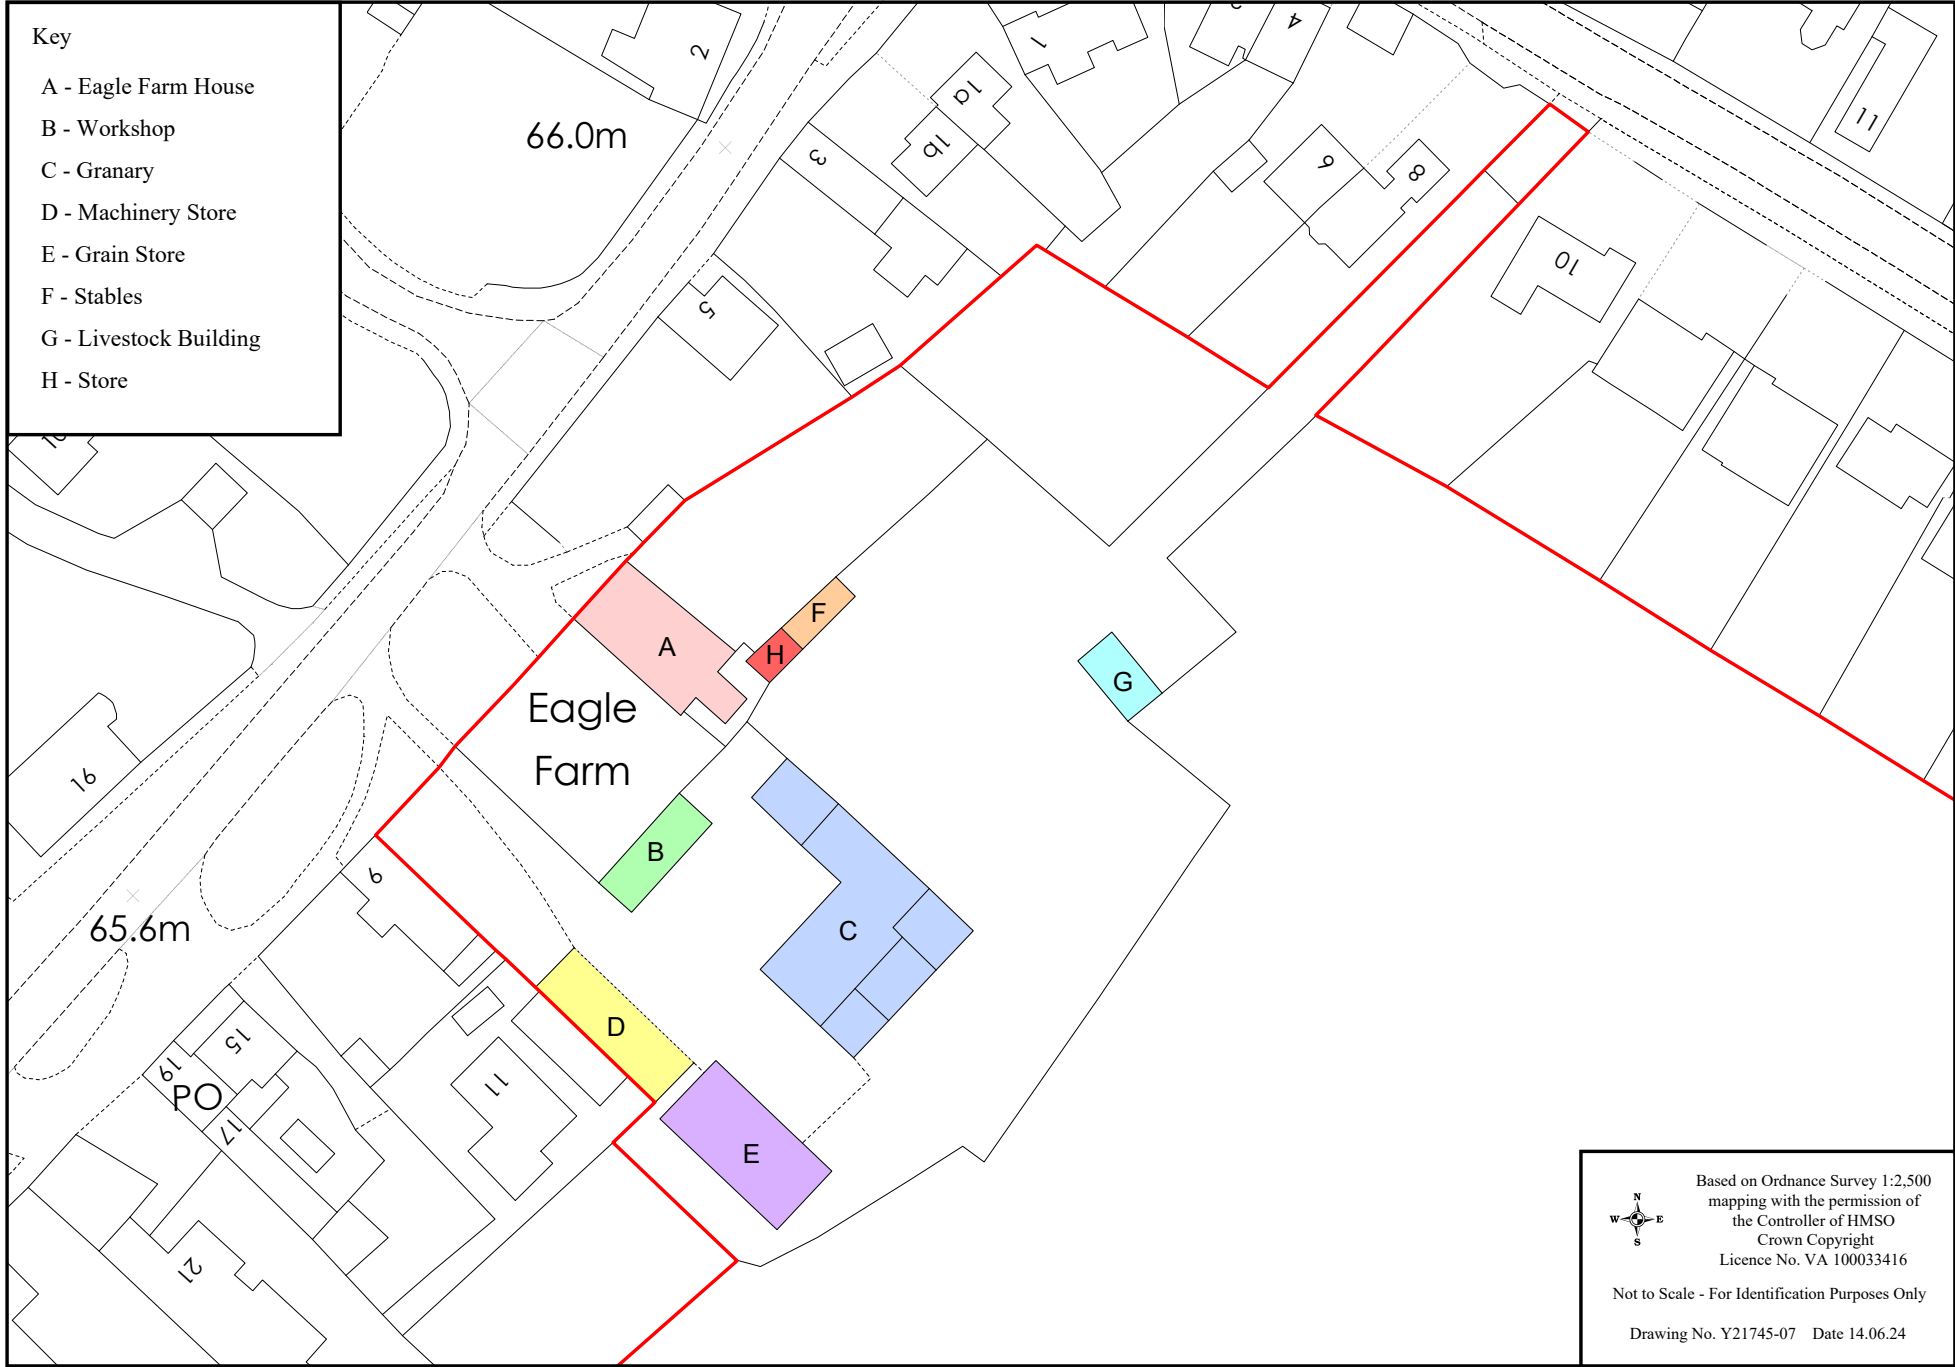 Key
A - Eagle Farm House
B - Workshop
C - Granary
D - Machinery Store
E - Grain Store
F - Stables
G - Livestock Building
H - Store
2
66.0m
1
4
1a
1b
3
6
8
11
10
5
10
A
F
H
G
Eagle
Farm
16
B
9
C
65.6m
D
15
19
PO
17
11
E
21
N
W E
S
Based on Ordnance Survey 1:2,500
mapping with the permission of
the Controller of HMSO
Crown Copyright
Licence No. VA 100033416
Not to Scale - For Identification Purposes Only
Drawing No. Y21745-07 Date 14.06.24